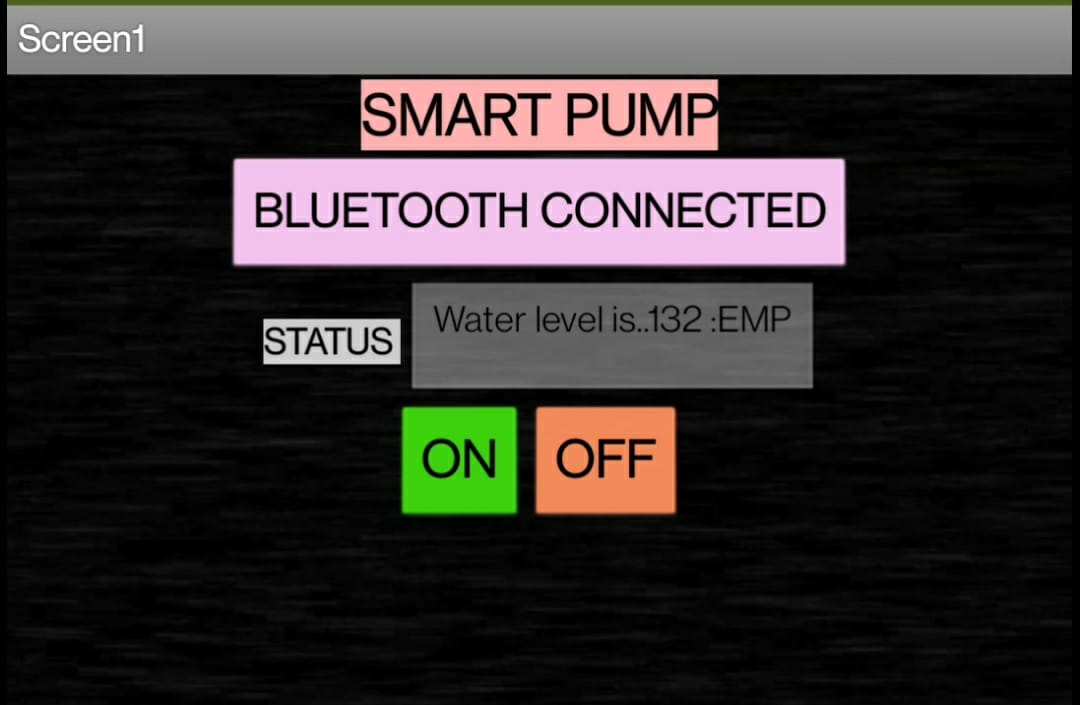 Screen1
SMART PUMP
BLUETOOTH CONNECTED
STATUS Water level is..132 :EMP
ON OFF